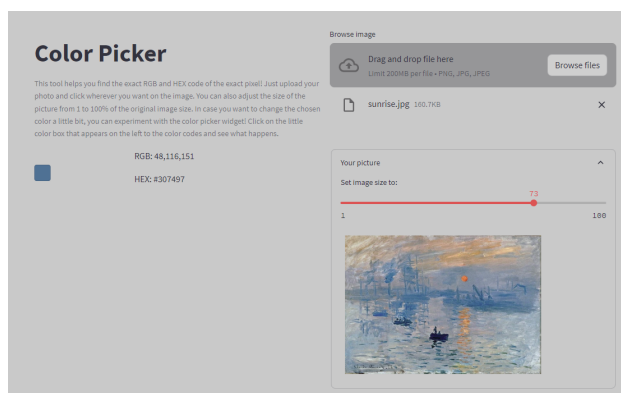 Color Picker
This tool helps you find the exact RGB and HEX code of the exact pixel! Just upload your
photo and click wherever you want on the image. You can also adjust the size of the
picture from 1 to 100% of the original image size. In case you want to change the chosen
color a little bit, you can experiment with the color picker widget! Click on the little
color box that appears on the left to the color codes and see what happens.
RGB: 48,116,151
HEX: #307497
Browse image
Drag and drop file here
Limit 200MB per file • PNG, JPG, JPEG
Browse files
sunrise.jpg 160.7KB
Your picture
Set image size to:
73
1 100